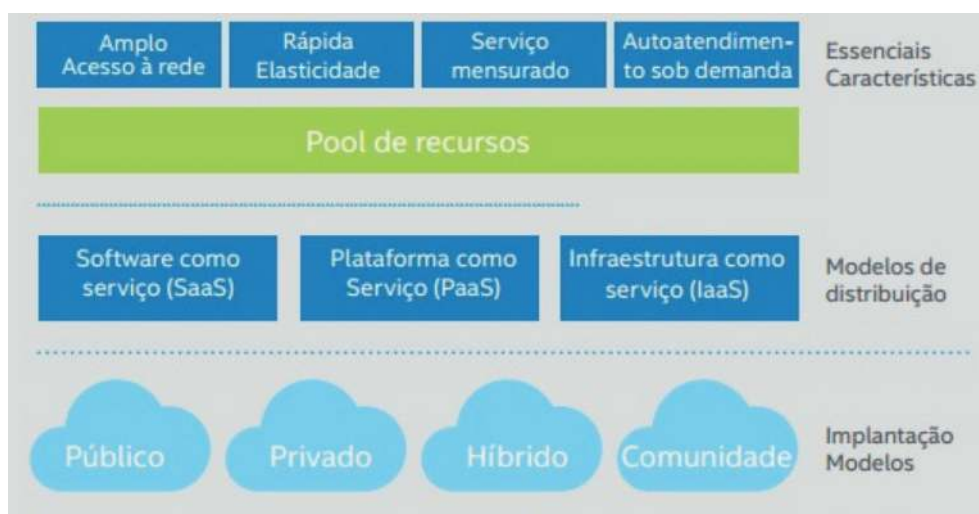 Amplo
Acesso à rede
Rápida
Elasticidade
Serviço
mensurado
Autoatendimen-
to sob demanda
Essenciais
Características
Pool de recursos
Software como
serviço (SaaS)
Plataforma como
Serviço (PaaS)
Infraestrutura como
serviço (IaaS)
Modelos de
distribuição
Público
Privado
Híbrido
Comunidade
Implantação
Modelos